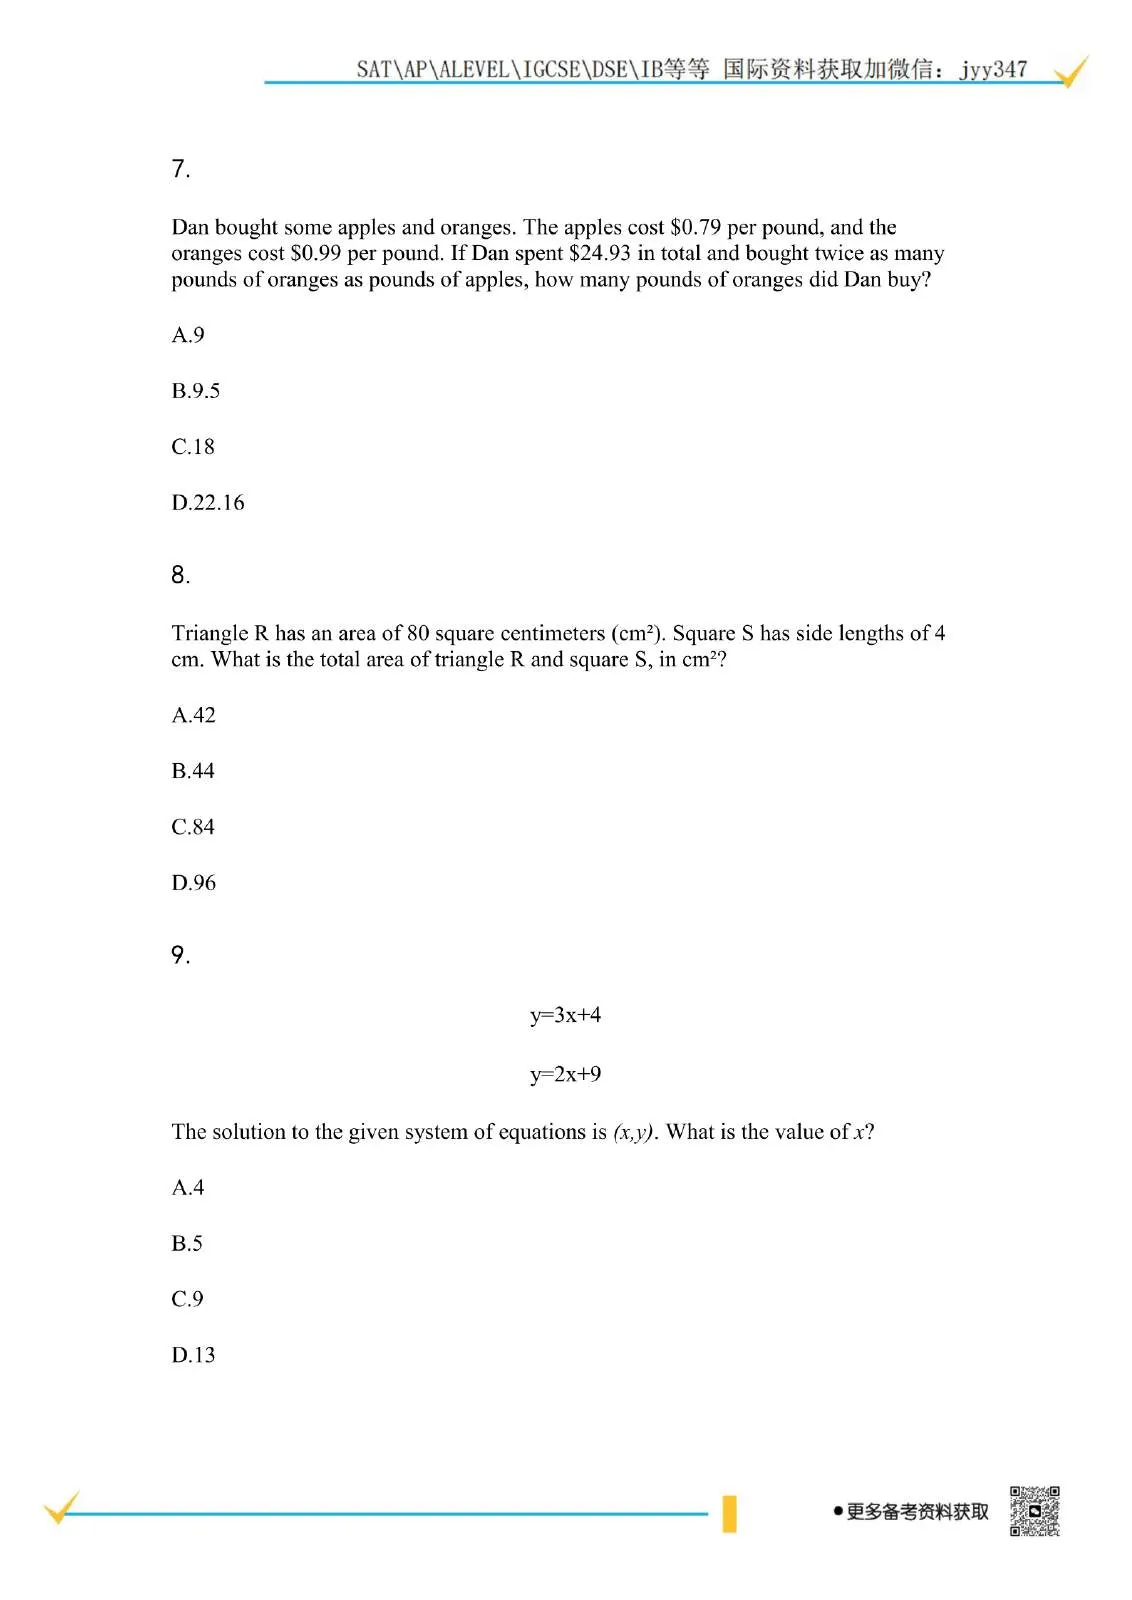 SAT\AP\ALEVEL\IGCSE\DSE\IB等等 国际资料获取加微信：jyy347
7.
Dan bought some apples and oranges. The apples cost $0.79 per pound, and the
oranges cost $0.99 per pound. If Dan spent $24.93 in total and bought twice as many
pounds of oranges as pounds of apples, how many pounds of oranges did Dan buy?
A.9
B.9.5
C.18
D.22.16
8.
Triangle R has an area of 80 square centimeters (cm²). Square S has side lengths of 4
cm. What is the total area of triangle R and square S, in cm²?
A.42
B.44
C.84
D.96
9.
y=3x+4
y=2x+9
The solution to the given system of equations is (x,y). What is the value of x?
A.4
B.5
C.9
D.13
●更多备考资料获取